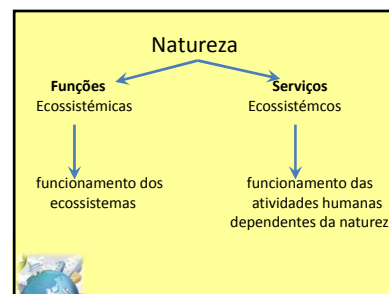 Natureza
Funções
Ecossistémicas
Serviços
Ecossistémcos
funcionamento dos
ecossistemas
funcionamento das
atividades humanas
dependentes da naturez